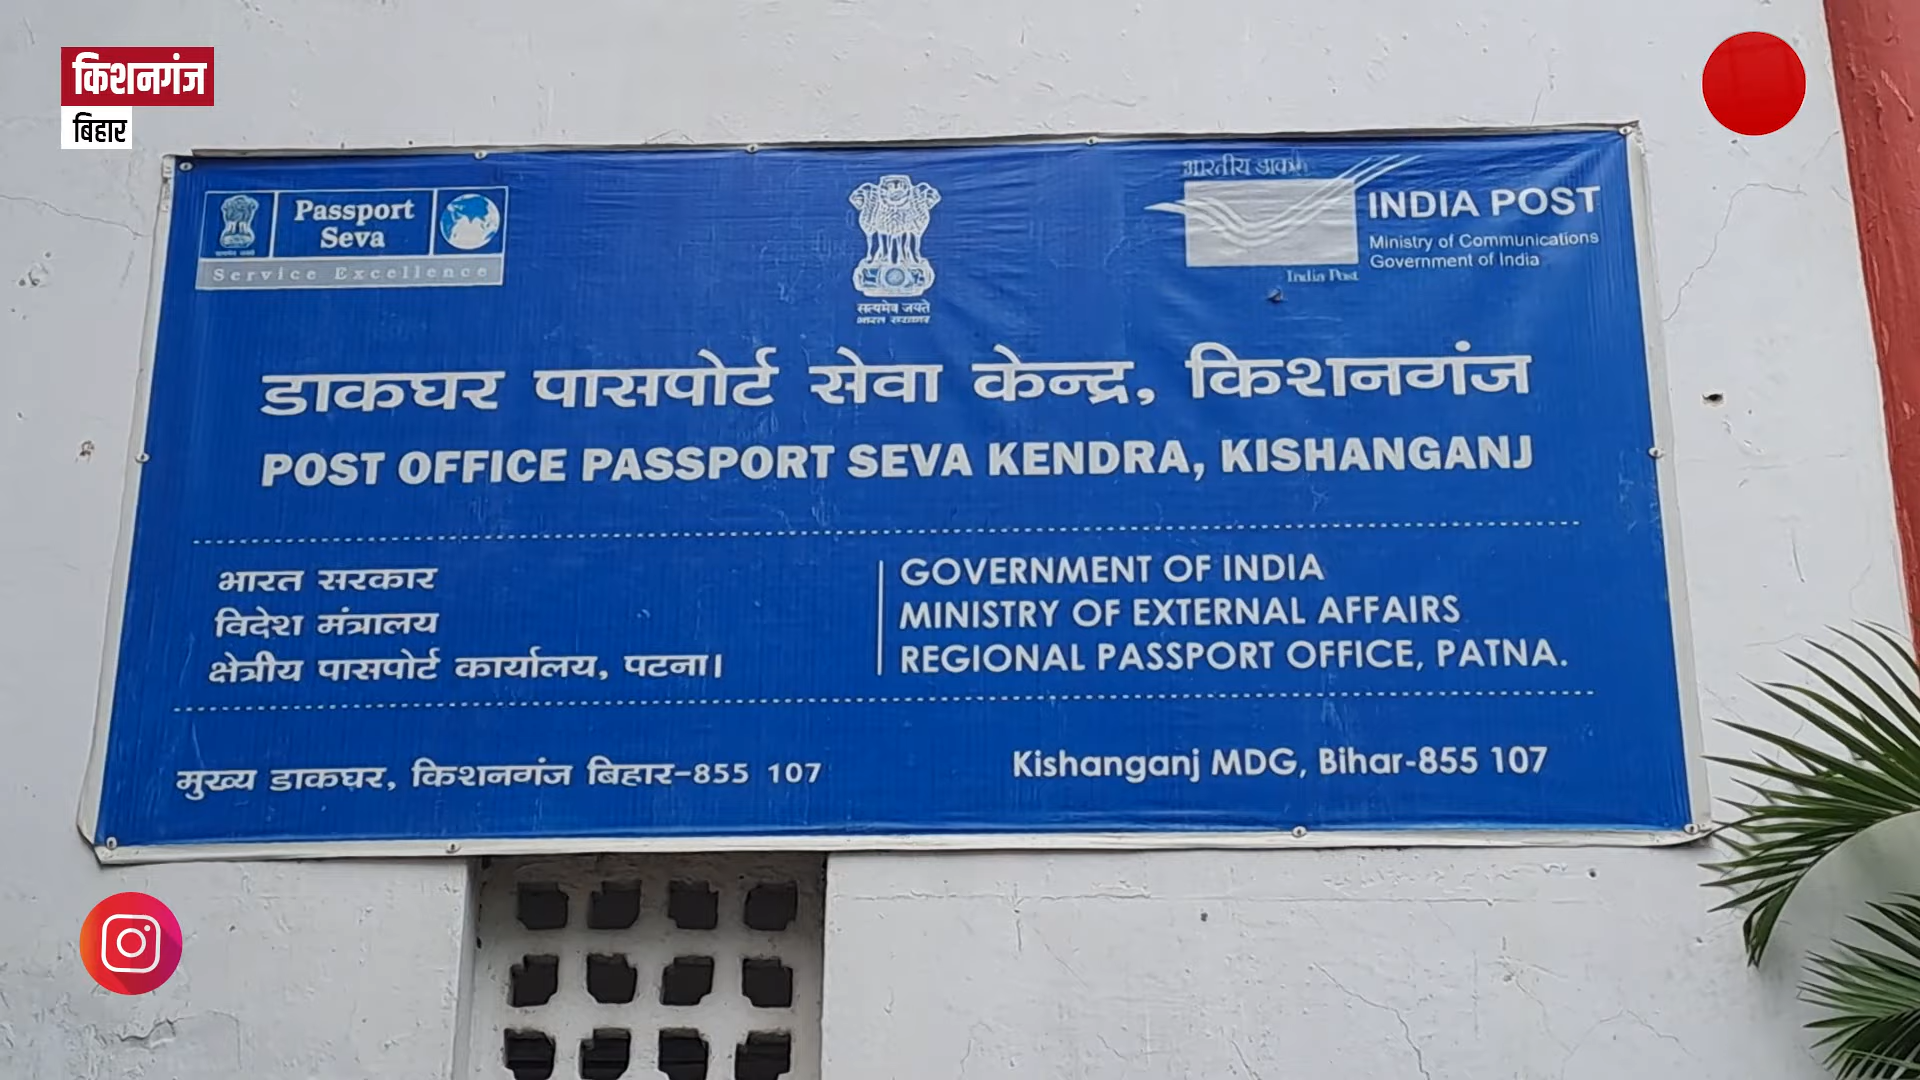 किशनगंज
बिहार
Passport
Seva
Service Excellence
सत्यमेव जयते
भारत सरकार
भारतीय डाक
INDIA POST
Ministry of Communications
Government of India
India Post
डाकघर पासपोर्ट सेवा केन्द्र, किशनगंज
POST OFFICE PASSPORT SEVA KENDRA, KISHANGANJ
भारत सरकार
विदेश मंत्रालय
क्षेत्रीय पासपोर्ट कार्यालय, पटना।
GOVERNMENT OF INDIA
MINISTRY OF EXTERNAL AFFAIRS
REGIONAL PASSPORT OFFICE, PATNA.
मुख्य डाकघर, किशनगंज बिहार-855 107
Kishanganj MDG, Bihar-855 107